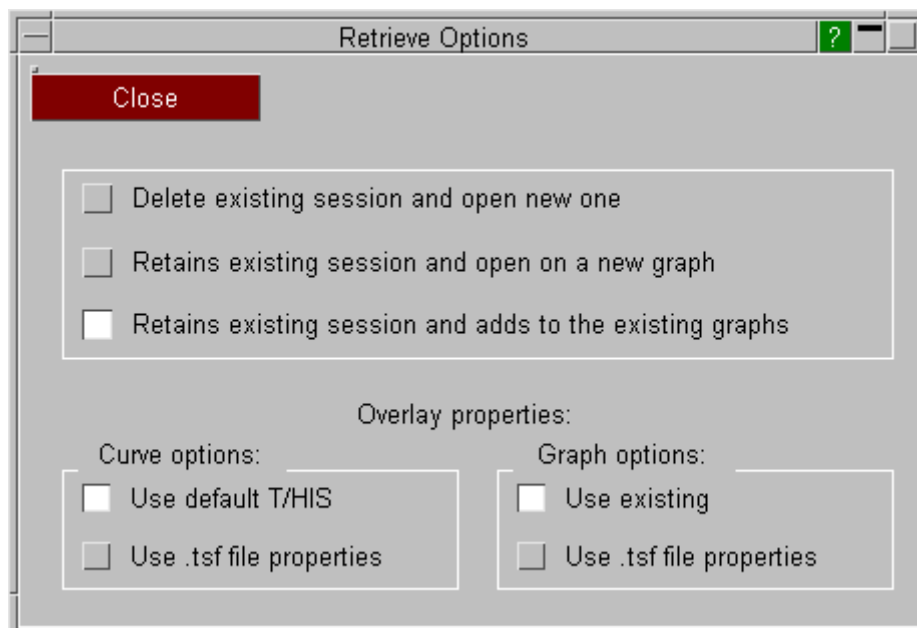 Retrieve Options ?
Close
Delete existing session and open new one
Retains existing session and open on a new graph
Retains existing session and adds to the existing graphs
Overlay properties:
Curve options: Graph options:
Use default T/HIS Use existing
Use .tsf file properties Use .tsf file properties